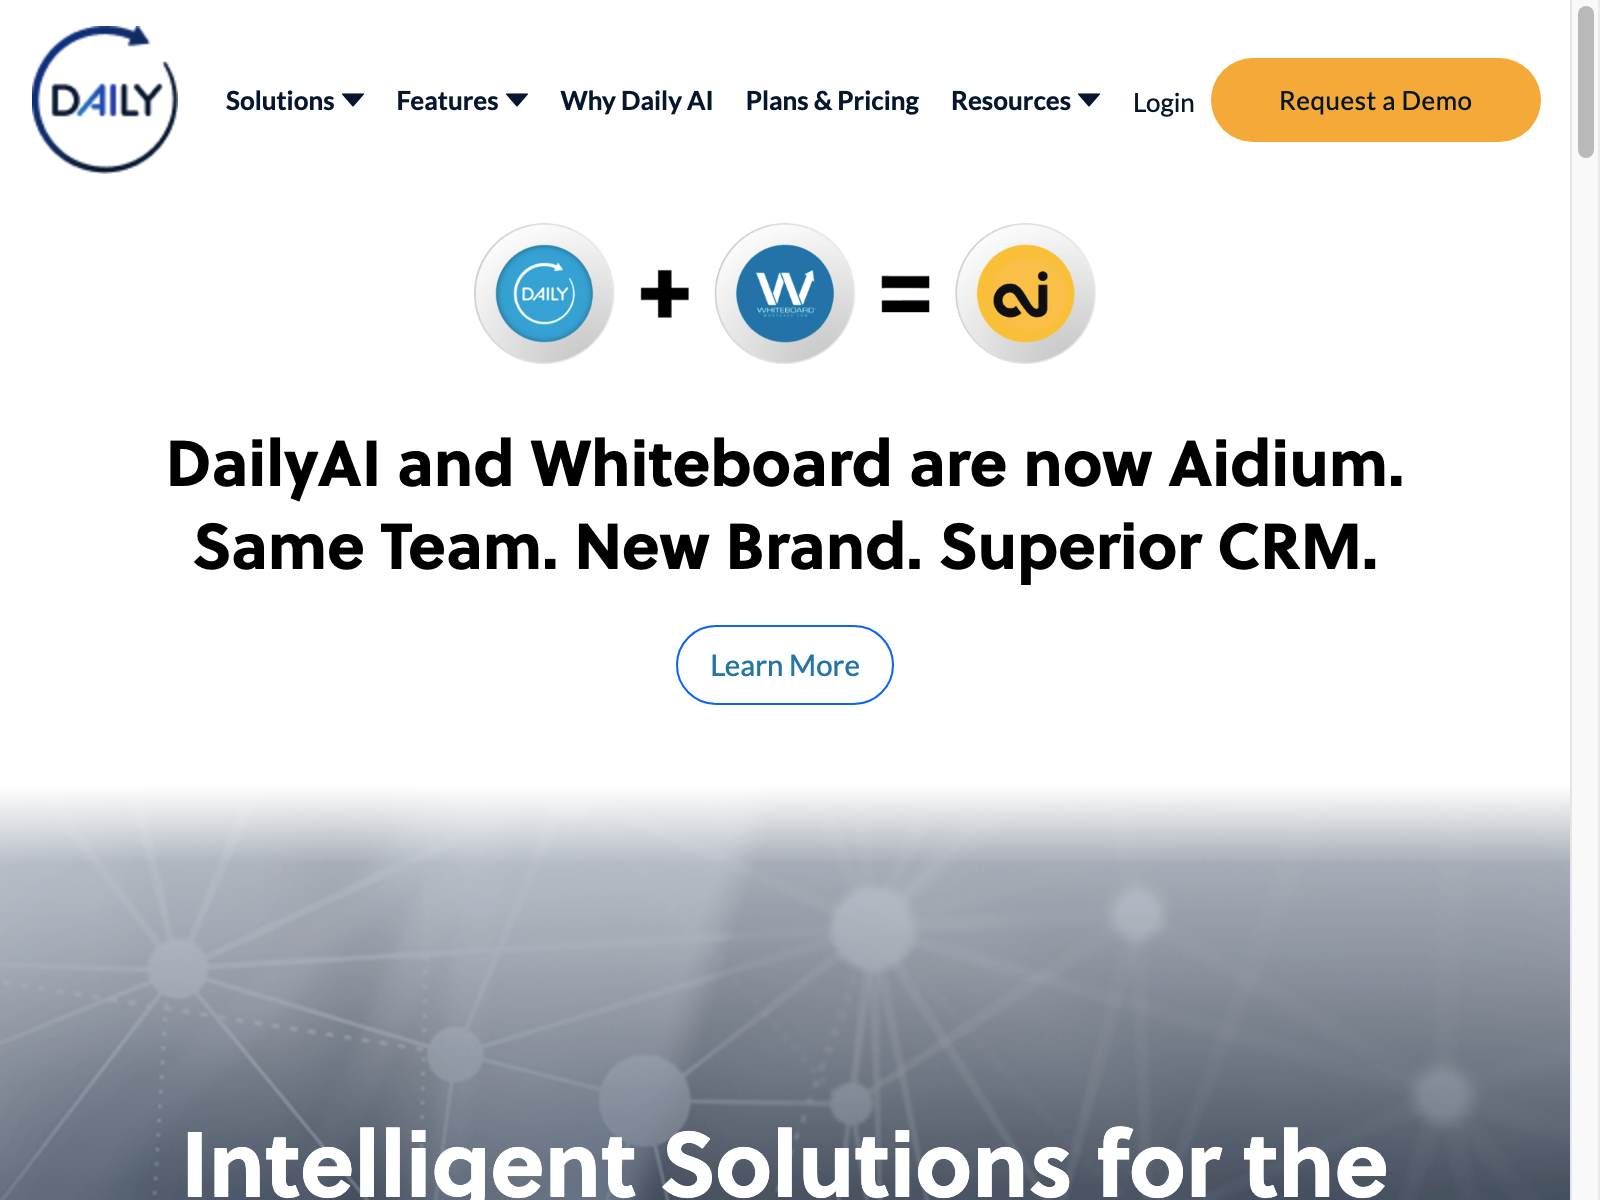 DAILY
Solutions
Features
Why Daily AI
Plans & Pricing
Resources
Login
Request a Demo
DAILY
+
W
WHITEBOARD
=
ai
DailyAI and Whiteboard are now Aidium.
Same Team. New Brand. Superior CRM.
Learn More
Intelligent Solutions for the